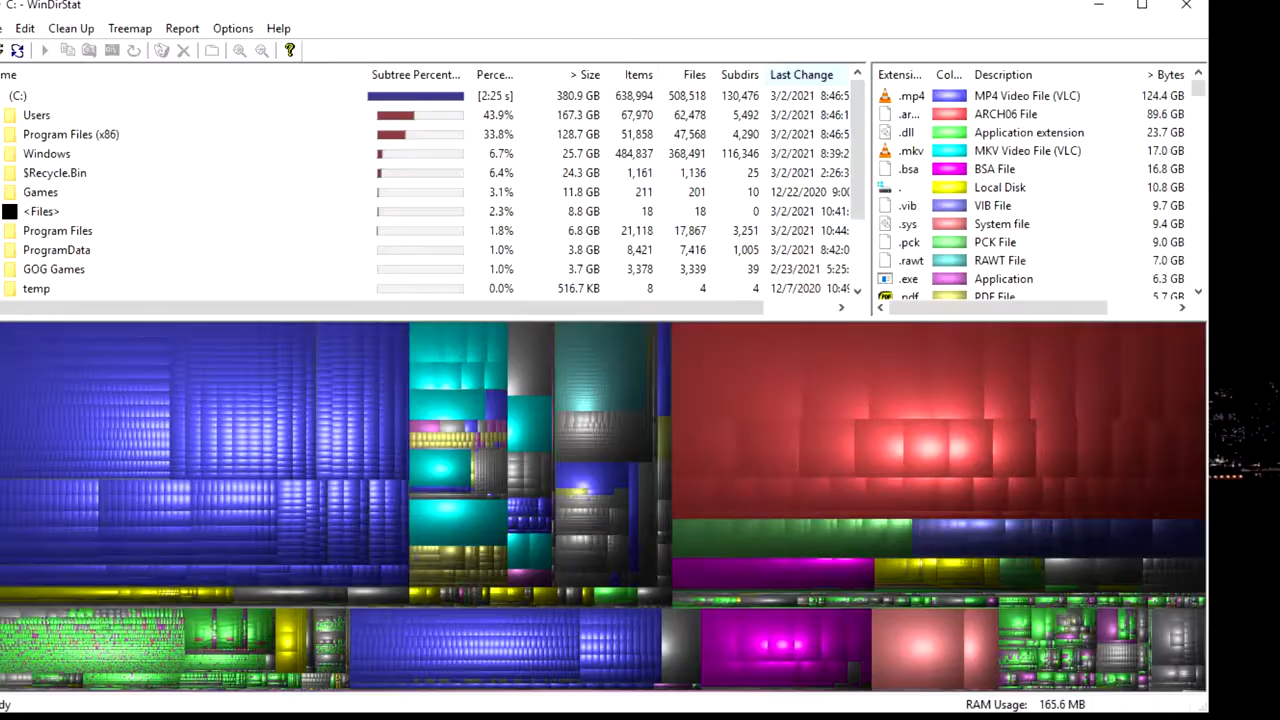 C: - WinDirStat
Edit Clean Up Treemap Report Options Help
me Subtree Percent... Perce... > Size Items Files Subdirs Last Change
(C:) [2:25 s] 380.9 GB 638,994 508,518 130,476 3/2/2021 8:46:5
Users 43.9% 167.3 GB 67,970 62,478 5,492 3/2/2021 8:46:1
Program Files (x86) 33.8% 128.7 GB 51,858 47,568 4,290 3/2/2021 8:46:5
Windows 6.7% 25.7 GB 484,837 368,491 116,346 3/2/2021 8:39:2
$Recycle.Bin 6.4% 24.3 GB 1,161 1,136 25 3/2/2021 2:26:3
Games 3.1% 11.8 GB 211 201 10 12/22/2020 9:00
<Files> 2.3% 8.8 GB 18 18 0 3/2/2021 10:41:
Program Files 1.8% 6.8 GB 21,118 17,867 3,251 3/2/2021 10:44:
ProgramData 1.0% 3.8 GB 8,421 7,416 1,005 3/2/2021 8:42:0
GOG Games 1.0% 3.7 GB 3,378 3,339 39 2/23/2021 5:25:
temp 0.0% 516.7 KB 8 4 4 12/7/2020 10:49
Extensi... Col... Description > Bytes
.mp4 MP4 Video File (VLC) 124.4 GB
.ar... ARCH06 File 89.6 GB
.dll Application extension 23.7 GB
.mkv MKV Video File (VLC) 17.0 GB
.bsa BSA File 16.8 GB
. Local Disk 10.8 GB
.vib VIB File 9.7 GB
.sys System file 9.4 GB
.pck PCK File 9.0 GB
.rawt RAWT File 7.0 GB
.exe Application 6.3 GB
.pdf PDF File 5.7 GB
dy RAM Usage: 165.6 MB